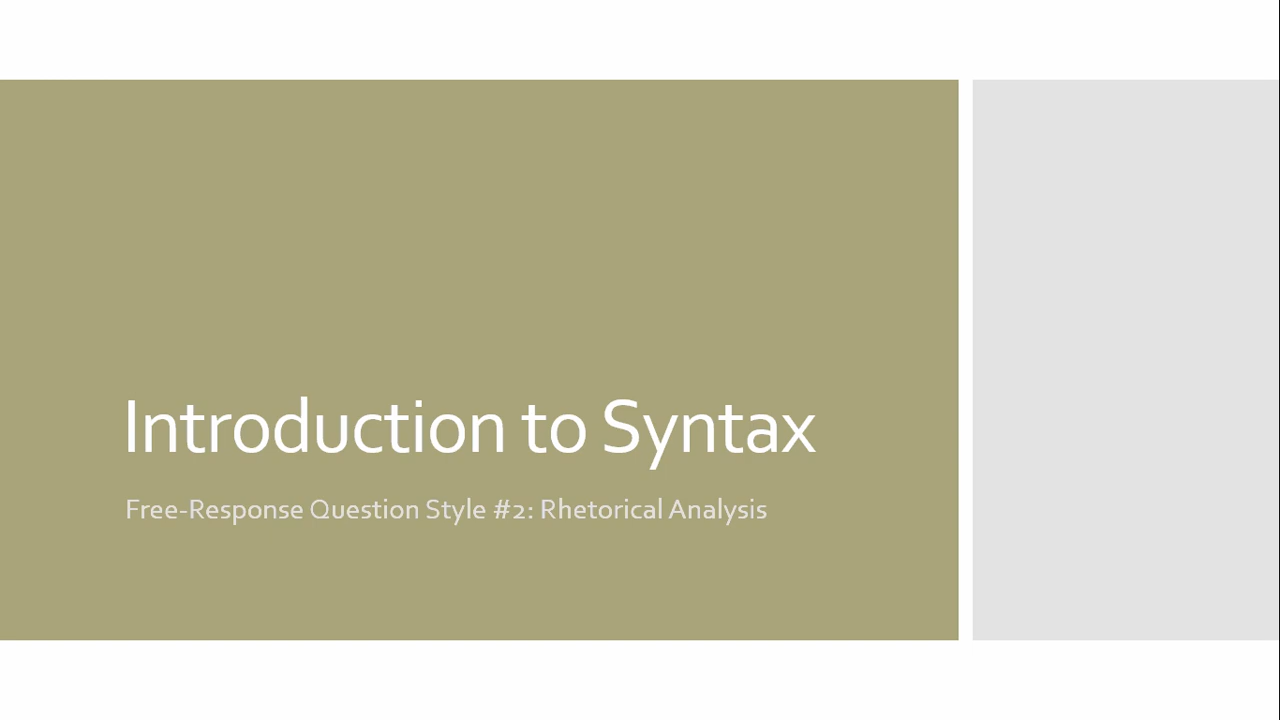 Introduction to Syntax
Free-Response Question Style #2: Rhetorical Analysis